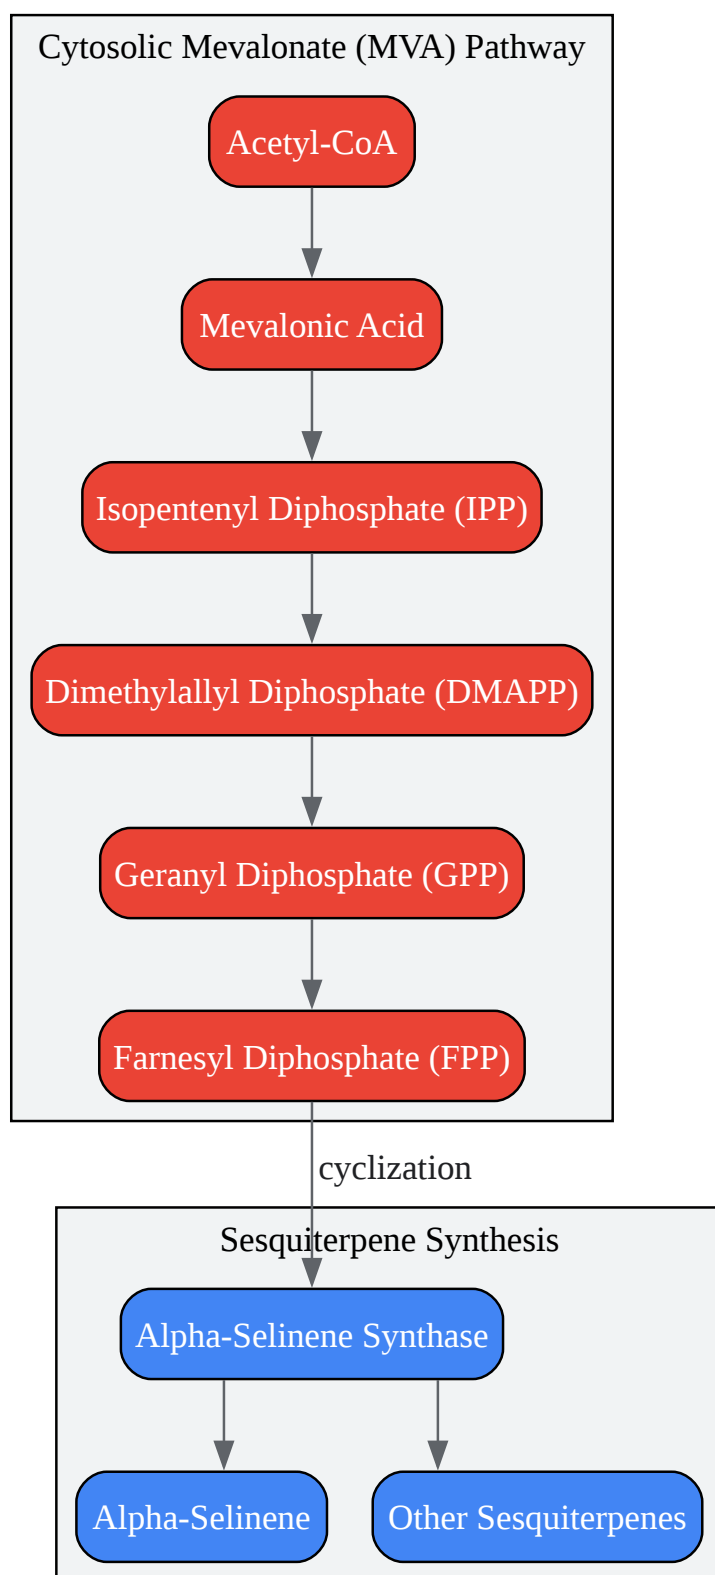 Cytosolic Mevalonate (MVA) Pathway
Acetyl-CoA
Mevalonic Acid
Isopentenyl Diphosphate (IPP)
Dimethylallyl Diphosphate (DMAPP)
Geranyl Diphosphate (GPP)
Farnesyl Diphosphate (FPP)
cyclization
Sesquiterpene Synthesis
Alpha-Selinene Synthase
Alpha-Selinene
Other Sesquiterpenes